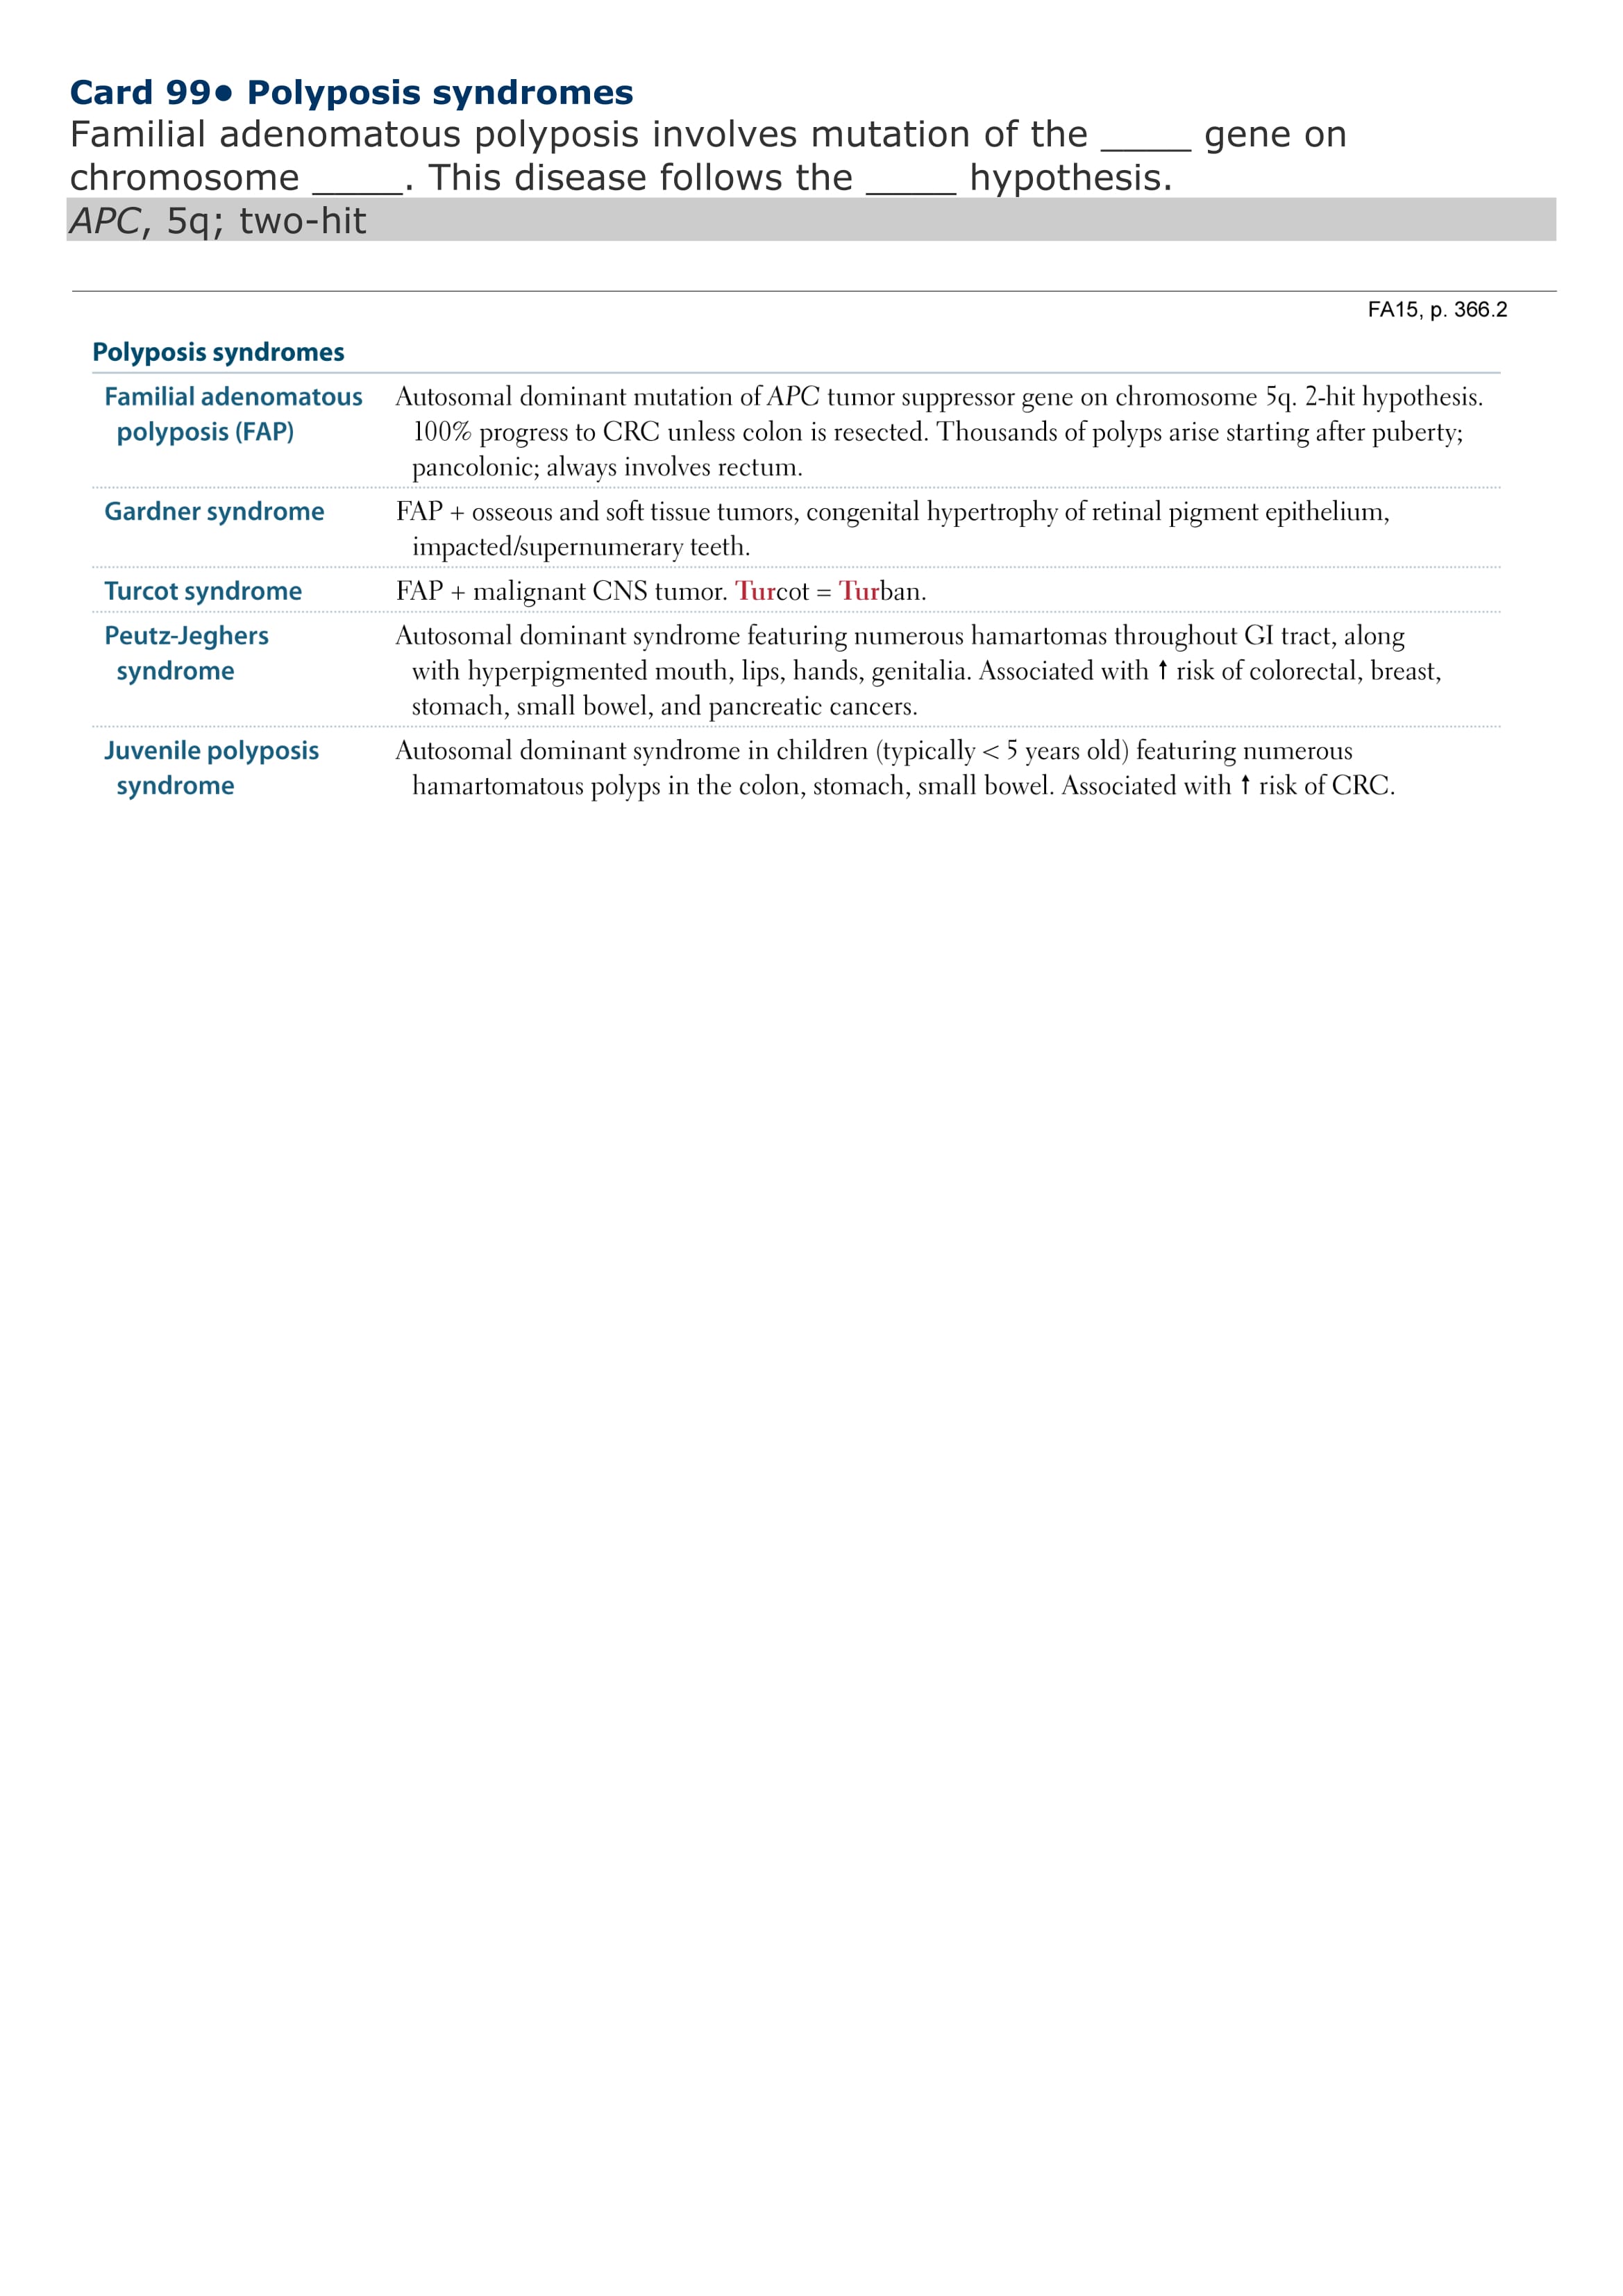 Card 99● Polyposis syndromes
Familial adenomatous polyposis involves mutation of the _____ gene on
chromosome _____. This disease follows the _____ hypothesis.
APC, 5q; two-hit
FA15, p. 366.2
Polyposis syndromes
Familial adenomatous polyposis (FAP)
Autosomal dominant mutation of APC tumor suppressor gene on chromosome 5q. 2-hit hypothesis.
100% progress to CRC unless colon is resected. Thousands of polyps arise starting after puberty;
pancolonic; always involves rectum.
Gardner syndrome
FAP + osseous and soft tissue tumors, congenital hypertrophy of retinal pigment epithelium,
impacted/supernumerary teeth.
Turcot syndrome
FAP + malignant CNS tumor. Turcot = Turban.
Peutz-Jeghers
syndrome
Autosomal dominant syndrome featuring numerous hamartomas throughout GI tract, along
with hyperpigmented mouth, lips, hands, genitalia. Associated with ↑ risk of colorectal, breast,
stomach, small bowel, and pancreatic cancers.
Juvenile polyposis
syndrome
Autosomal dominant syndrome in children (typically < 5 years old) featuring numerous
hamartomatous polyps in the colon, stomach, small bowel. Associated with ↑ risk of CRC.